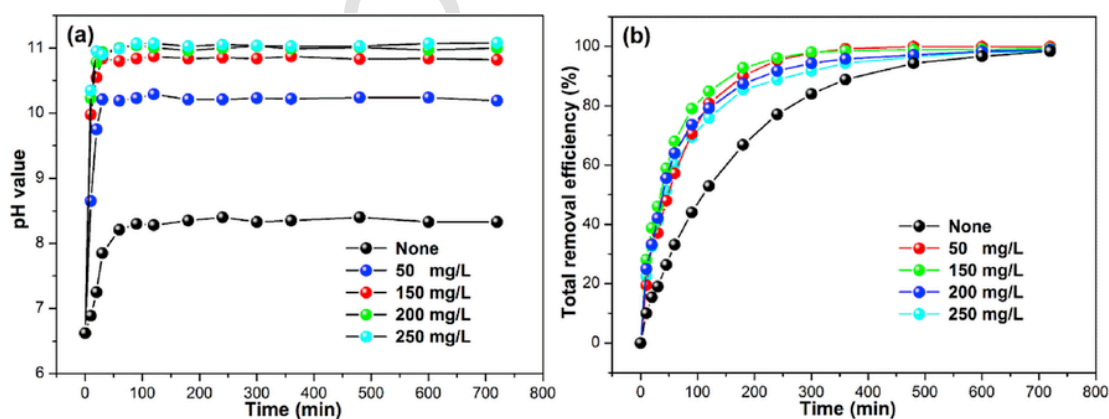 (a)
pH value
11
10
9
8
7
6
None
50 mg/L
150 mg/L
200 mg/L
250 mg/L
0 100 200 300 400 500 600 700 800
Time (min)
(b)
Total removal efficiency (%)
100
80
60
40
20
0
None
50 mg/L
150 mg/L
200 mg/L
250 mg/L
0 100 200 300 400 500 600 700 800
Time (min)